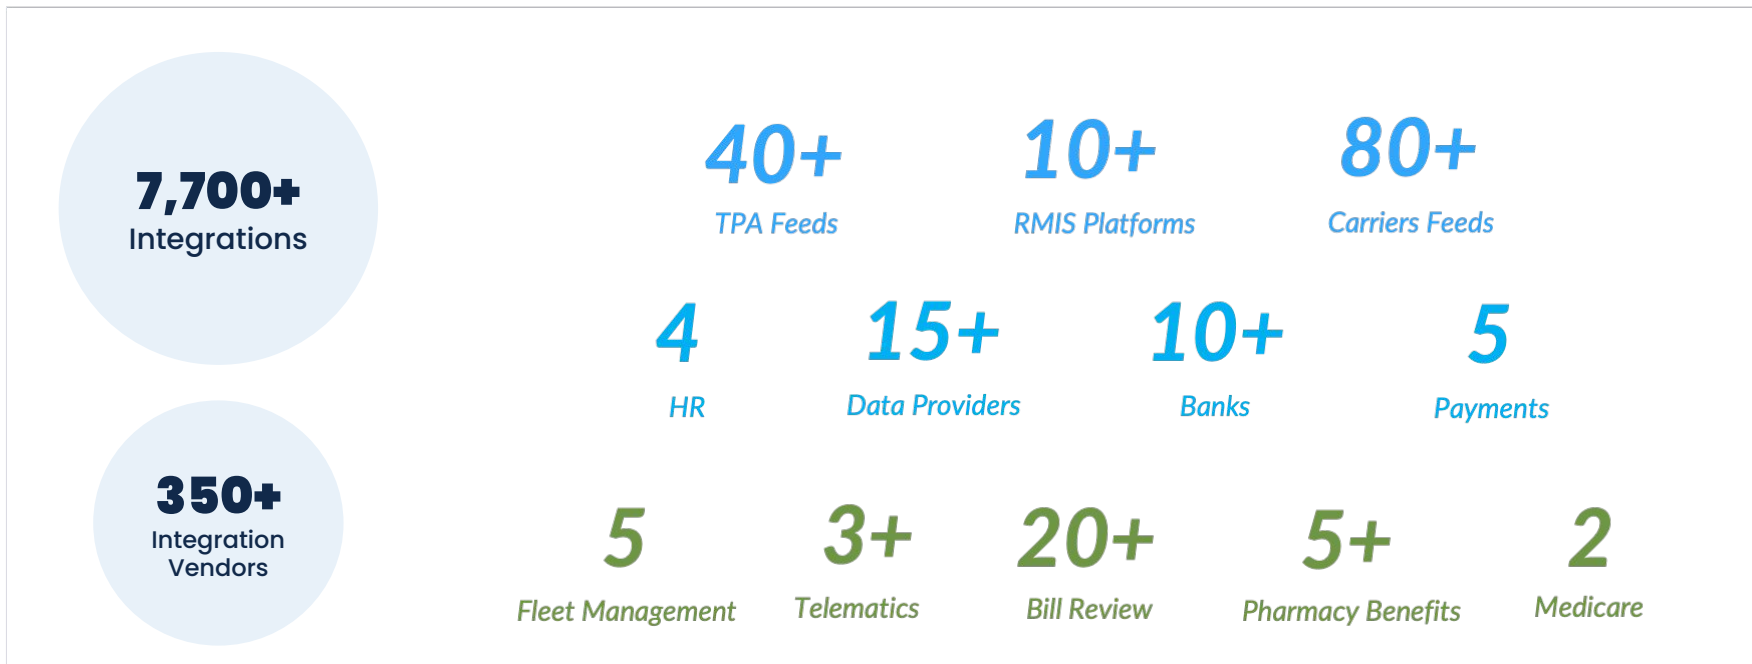 7,700+
Integrations
350+
Integration
Vendors
40+
TPA Feeds
10+
RMIS Platforms
80+
Carriers Feeds
4
HR
15+
Data Providers
10+
Banks
5
Payments
5
Fleet Management
3+
Telematics
20+
Bill Review
5+
Pharmacy Benefits
2
Medicare